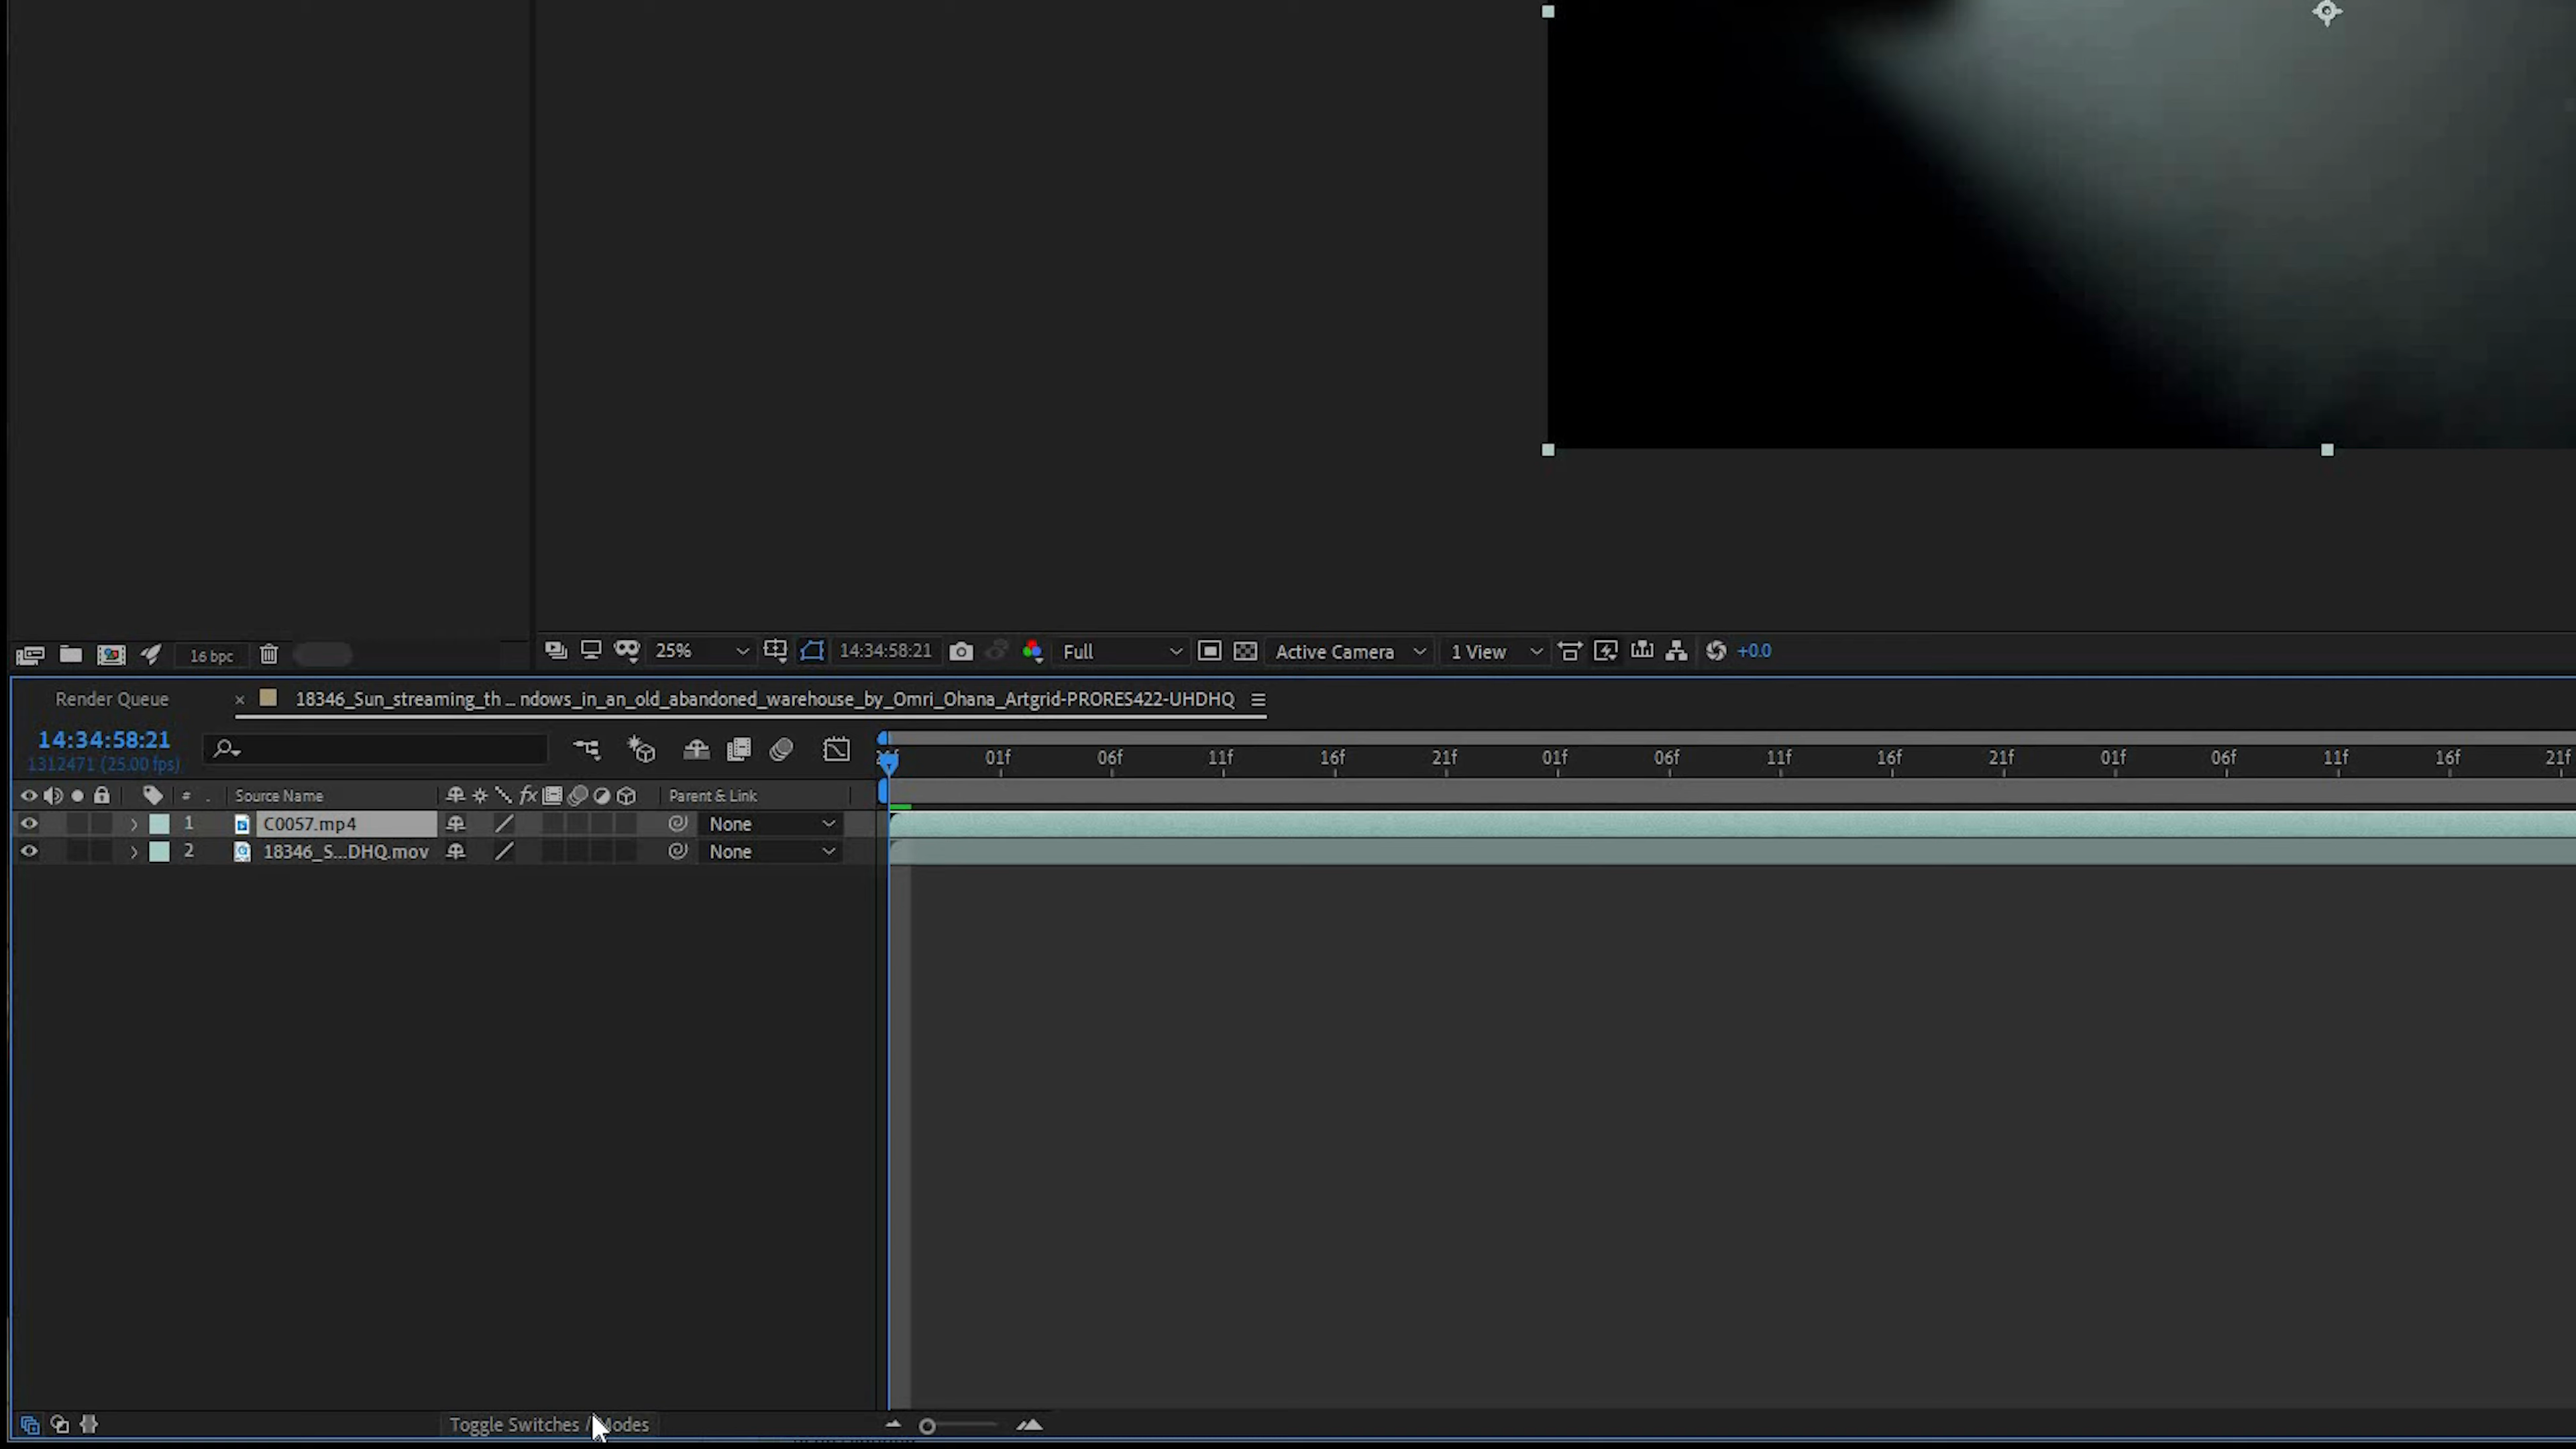 16 bpc
25%
14:34:58:21
Full
Active Camera
1 View
+0.0
Render Queue
× 18346_Sun_streaming_th ... ndows_in_an_old_abandoned_warehouse_by_Omri_Ohana_Artgrid-PRORES422-UHDHQ
14:34:58:21
1312471 (25.00 fps)
01f 06f 11f 16f 21f 01f 06f 11f 16f 21f 01f 06f 11f 16f 21f
# . Source Name fx Parent & Link
1 C0057.mp4 None
2 18346_S...DHQ.mov None
Toggle Switches / Modes